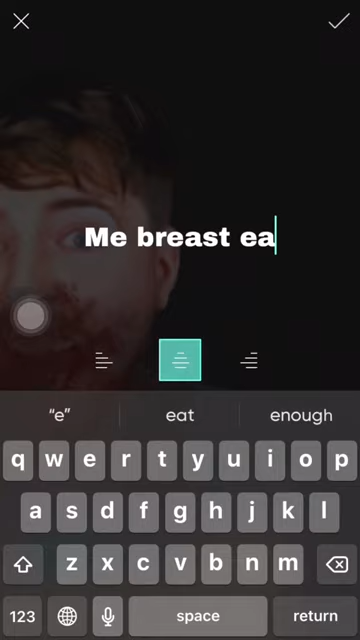 Me breast ea
“e” eat enough
q w e r t y u i o p
a s d f g h j k l
z x c v b n m
123 space return